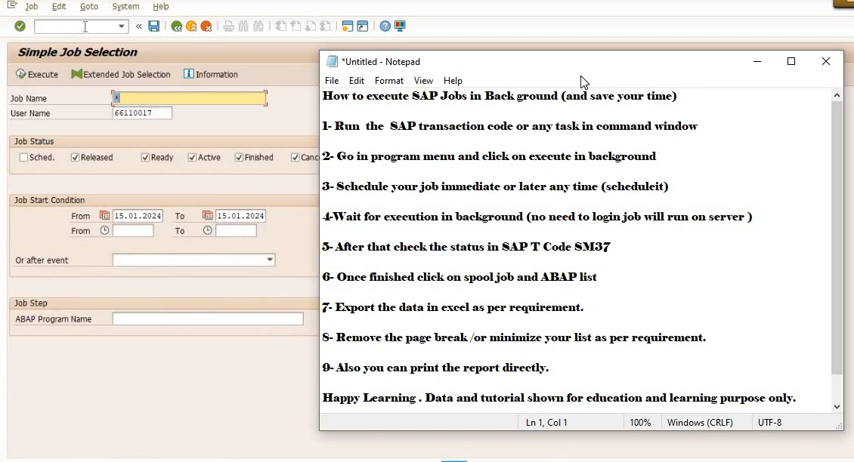 Job Edit Goto System Help
Simple Job Selection
Execute Extended Job Selection Information
Job Name *
User Name 66110017
Job Status
Sched. Released Ready Active Finished Canc
Job Start Condition
From 15.01.2024 To 15.01.2024
From To
Or after event
Job Step
ABAP Program Name
*Untitled - Notepad
File Edit Format View Help
How to execute SAP Jobs in Back ground (and save your time)
1- Run the SAP transaction code or any task in command window
2- Go in program menu and click on execute in background
3- Schedule your job immediate or later any time (scheduleit)
4-Wait for execution in background (no need to login job will run on server )
5- After that check the status in SAP T Code SM37
6- Once finished click on spool job and ABAP list
7- Export the data in excel as per requirement.
8- Remove the page break /or minimize your list as per requirement.
9- Also you can print the report directly.
Happy Learning . Data and tutorial shown for education and learning purpose only.
Ln 1, Col 1 100% Windows (CRLF) UTF-8